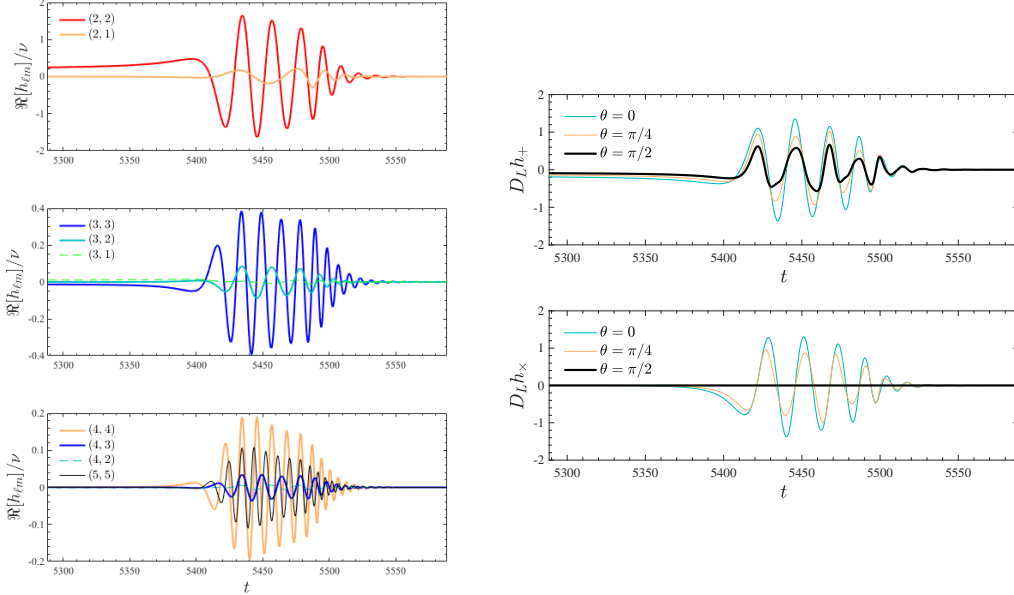 ℜ[h_{ℓm}]/ν
2
1
0
-1
-2
(2, 2)
(2, 1)
5300 5350 5400 5450 5500 5550
ℜ[h_{ℓm}]/ν
0.4
0.2
0
-0.2
-0.4
(3, 3)
(3, 2)
(3, 1)
5300 5350 5400 5450 5500 5550
ℜ[h_{ℓm}]/ν
0.2
0.1
0
-0.1
-0.2
(4, 4)
(4, 3)
(4, 2)
(5, 5)
5300 5350 5400 5450 5500 5550
t
D_L h_+
2
1
0
-1
-2
θ = 0
θ = π/4
θ = π/2
5300 5350 5400 5450 5500 5550
t
D_L h_×
2
1
0
-1
-2
θ = 0
θ = π/4
θ = π/2
5300 5350 5400 5450 5500 5550
t